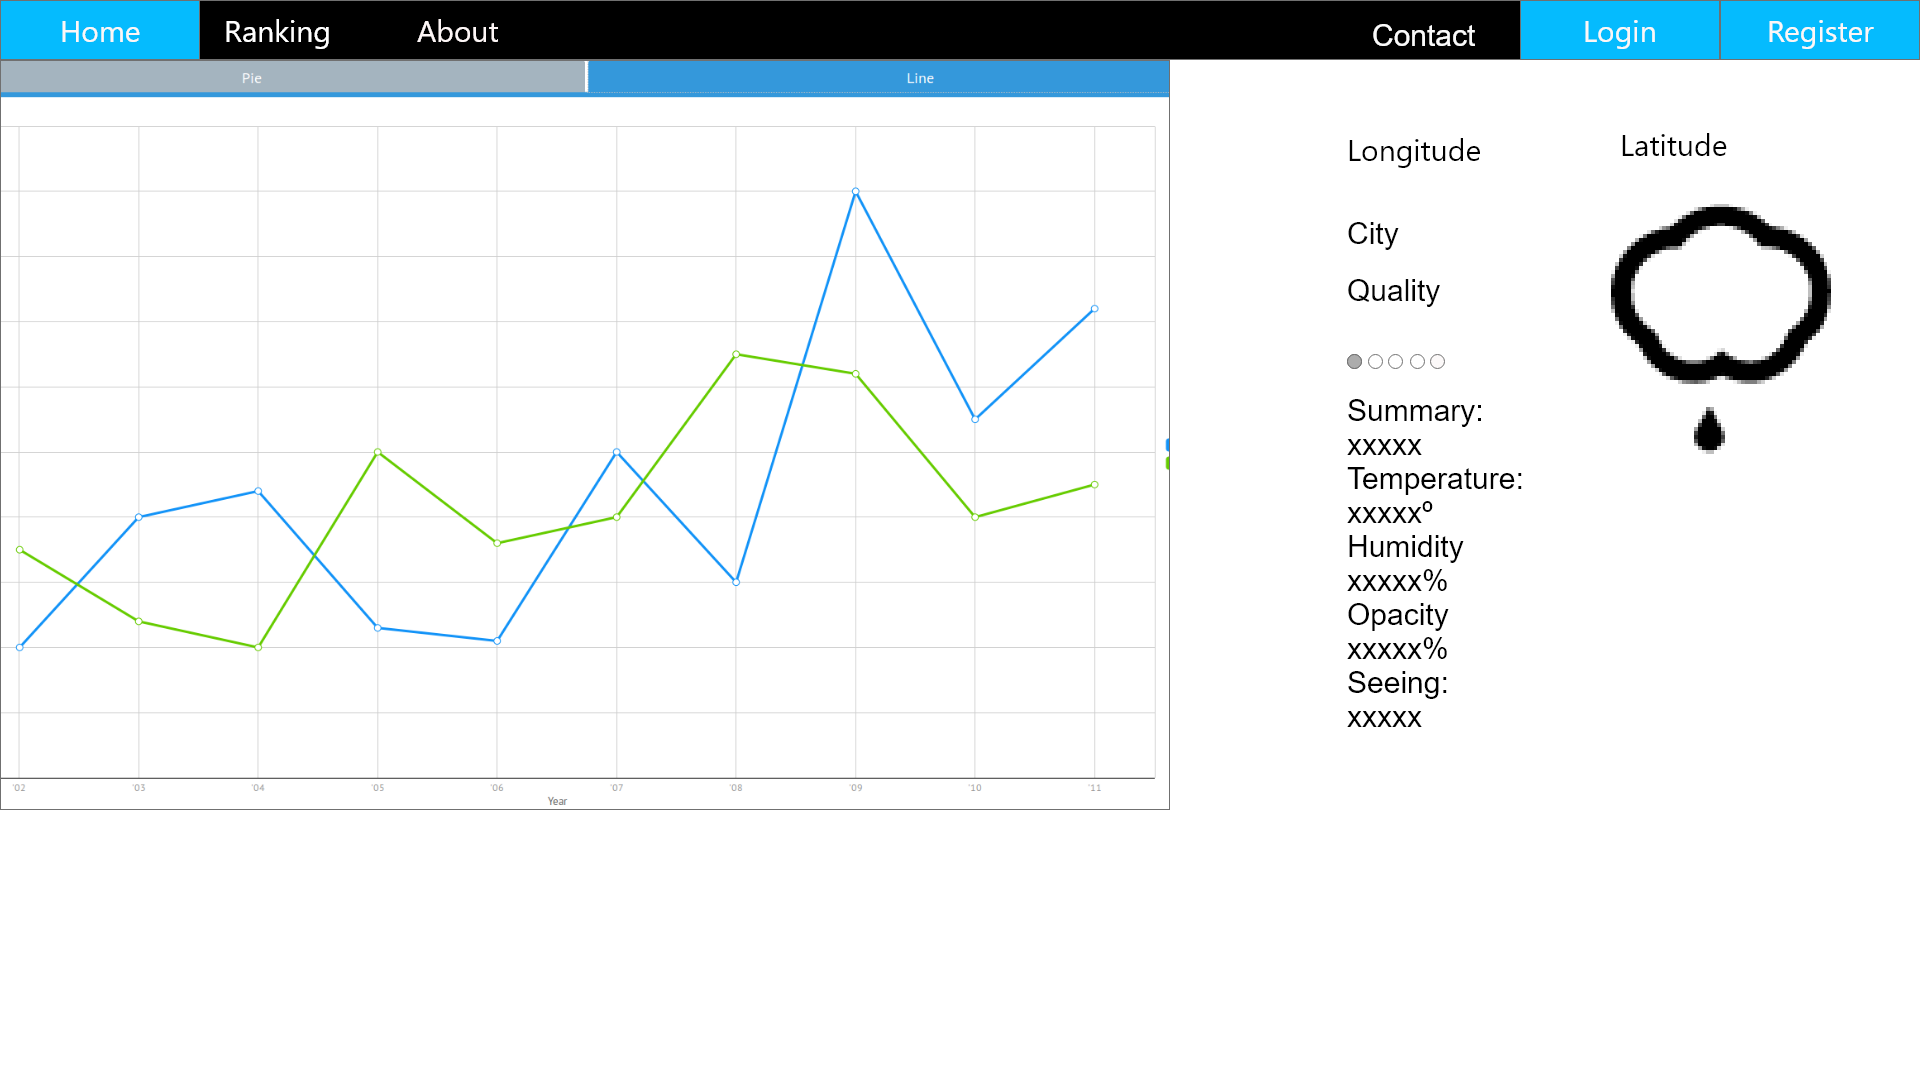 Home
Ranking
About
Contact
Login
Register
Pie
Line
'02
'03
'04
'05
'06
'07
'08
'09
'10
'11
Year
Longitude
Latitude
City
Quality
Summary:
xxxxx
Temperature:
xxxxxº
Humidity
xxxxx%
Opacity
xxxxx%
Seeing:
xxxxx